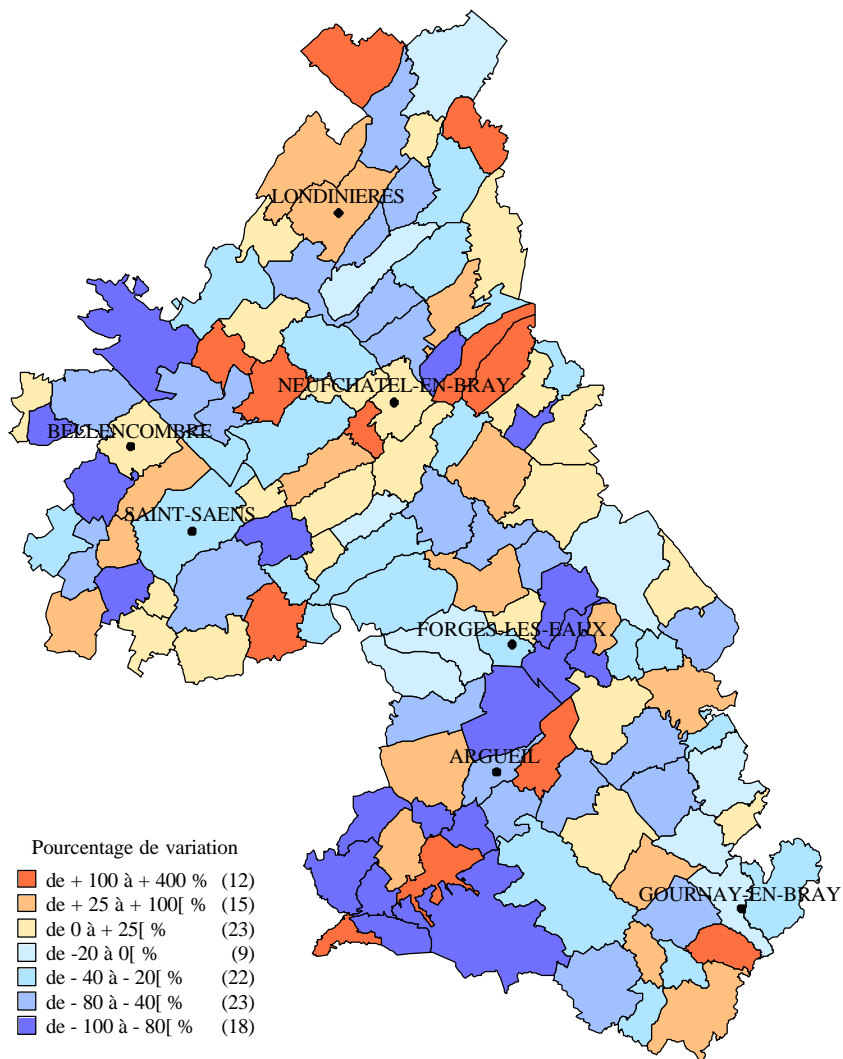 LONDINIERES
NEUFCHATEL-EN-BRAY
BELLENCOMBRE
SAINT-SAENS
FORGES-LES-EAUX
ARGUEIL
GOURNAY-EN-BRAY
Pourcentage de variation
de + 100 à + 400 % (12)
de + 25 à + 100[ % (15)
de 0 à + 25[ % (23)
de -20 à 0[ % (9)
de - 40 à - 20[ % (22)
de - 80 à - 40[ % (23)
de - 100 à - 80[ % (18)